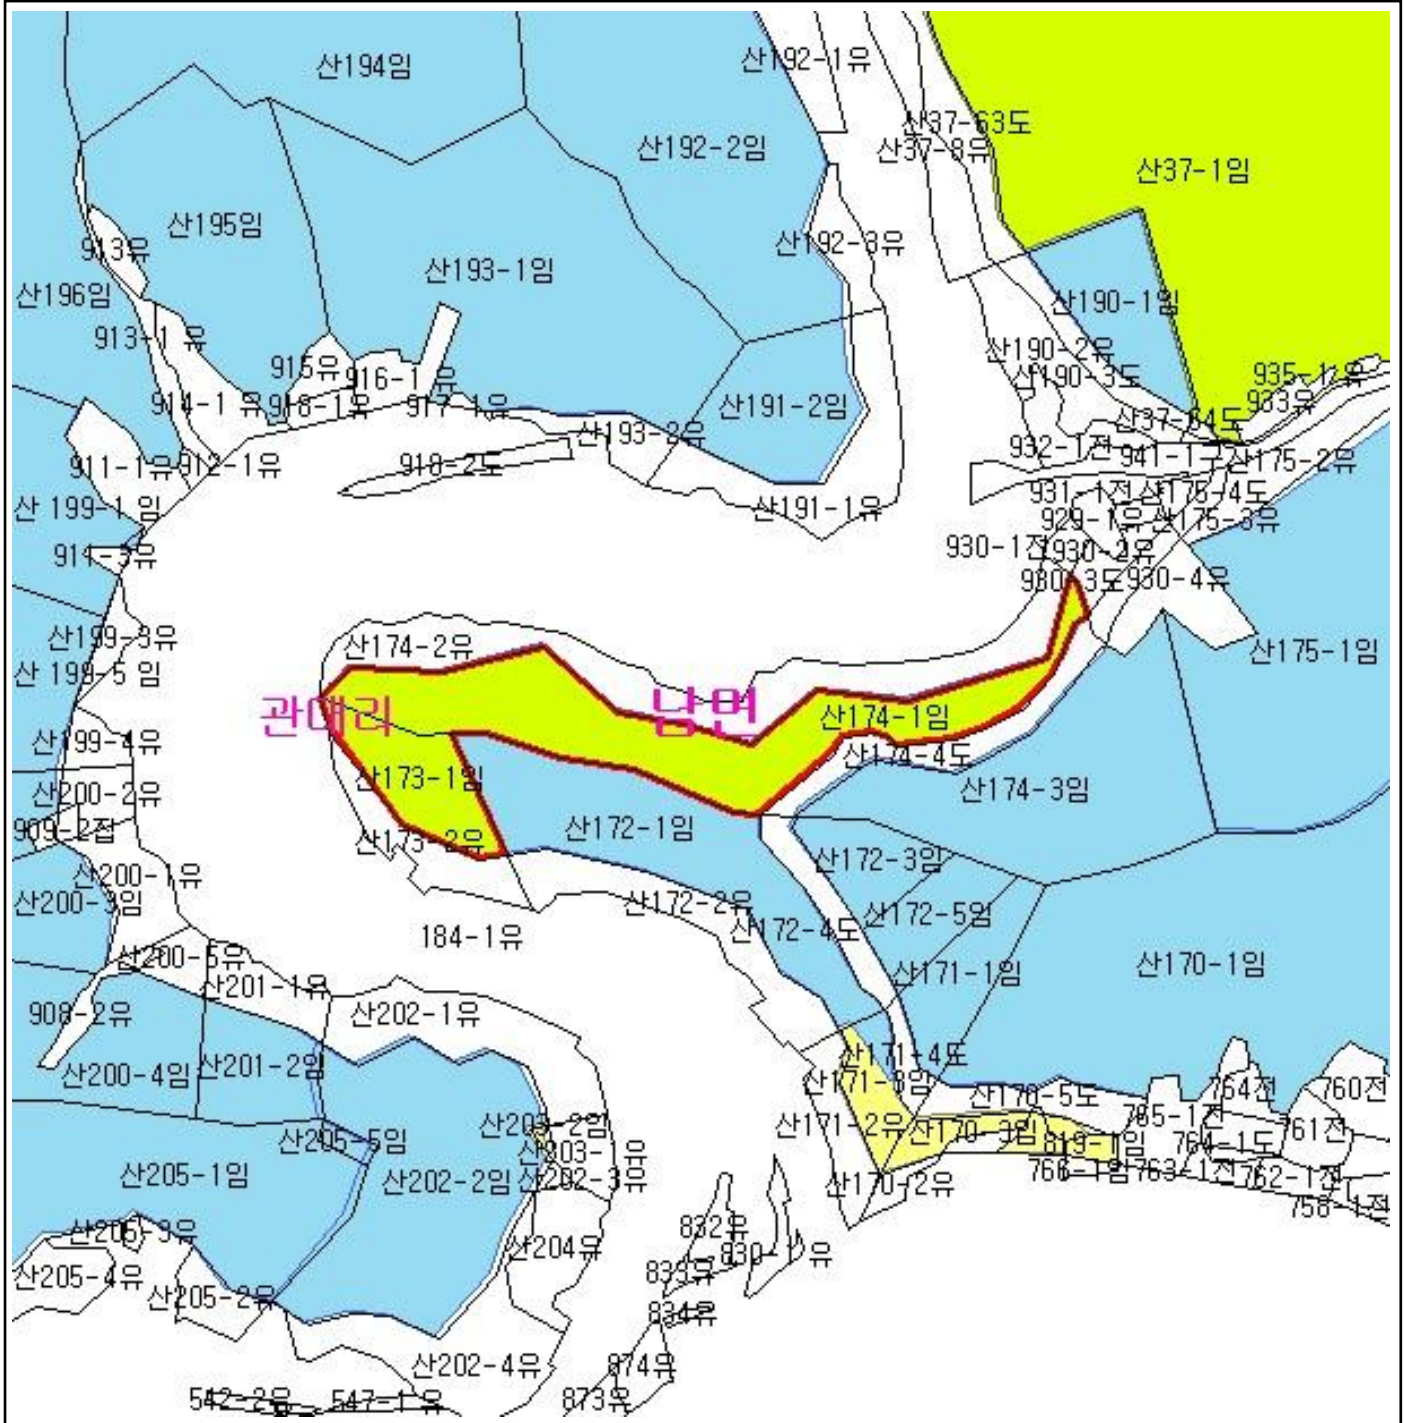 산194임
산192-1유
산37-63도
산192-2임
산37-8유
산37-1임
산195임
913유
산192-3유
산193-1임
산196임
산190-1임
913-1 유
산190-2유
915유
916-1 유
산190-3도
935-1유
933유
914-1 유
918-1유
917-1유
산191-2임
산37-64도
산193-2유
932-1전
911-1유
912-1유
918-2도
941-1구
산175-2유
산 199-1 임
산191-1유
931-1전
산175-4도
929-1유
산175-3유
930-1전
930-2유
914-3유
930-3도
930-4유
산199-3유
산174-2유
산175-1임
산 199-5 임
관대리
남면
산174-1임
산199-4유
산174-4도
산173-1임
산200-2유
산174-3임
909-2잡
산172-1임
산173-2유
산172-3임
산200-1유
산200-3임
산172-2유
산172-5임
산172-4도
184-1유
산200-5유
산170-1임
산171-1임
산201-1유
908-2유
산202-1유
산200-4임
산201-2임
산171-4도
산171-3임
산170-5도
764전
760전
765-1전
산203-2임
산171-2유
산170-3임
819-1임
764-1도
761전
산205-5임
산203-1유
산205-1임
산202-2임
산202-3유
산170-2유
766-1임
763-1전
762-1전
758-1전
산205-3유
832유
산204유
830-1 유
산205-4유
833유
산205-2유
834유
산202-4유
874유
542-2유
547-1유
873유